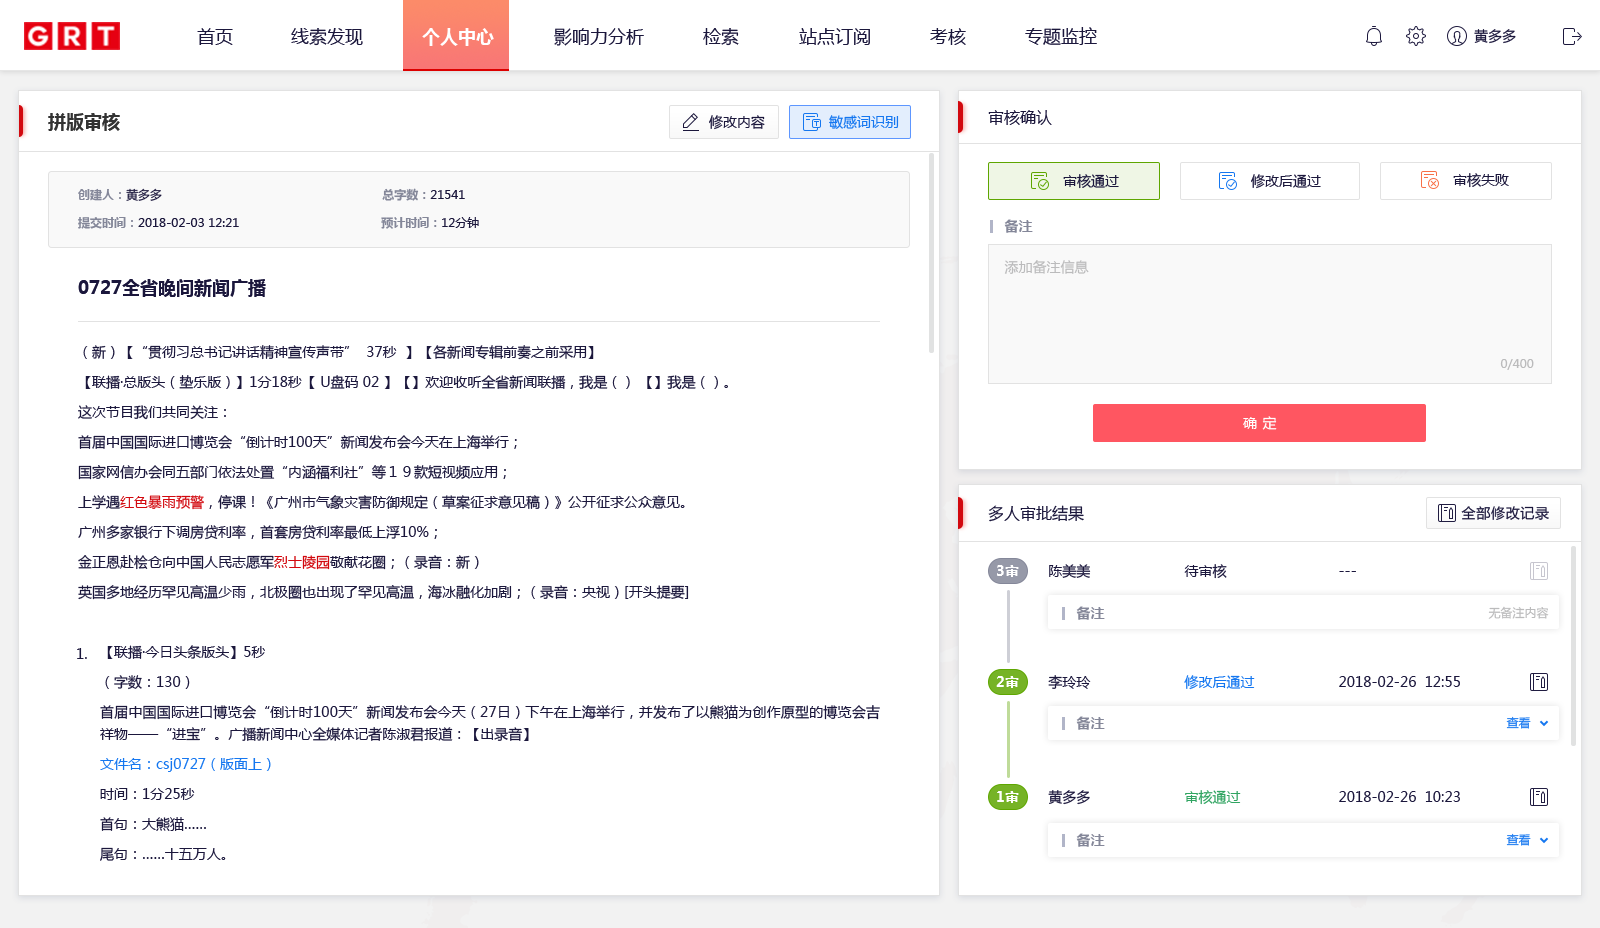 GRT 首页 线索发现 个人中心 影响力分析 检索 站点订阅 考核 专题监控 黄多多
拼版审核 修改内容 敏感词识别
创建人：黄多多 总字数：21541
提交时间：2018-02-03 12:21 预计时间：12分钟
0727全省晚间新闻广播
（新）【“贯彻习总书记讲话精神宣传声带” 37秒 】【各新闻专辑前奏之前采用】
【联播·总版头（垫乐版）】1分18秒【 U盘码 02 】【】欢迎收听全省新闻联播，我是（ ）【】我是（ ）。
这次节目我们共同关注：
首届中国国际进口博览会“倒计时100天”新闻发布会今天在上海举行；
国家网信办会同五部门依法处置“内涵福利社”等１９款短视频应用；
上学遇红色暴雨预警，停课！《广州市气象灾害防御规定（草案征求意见稿）》公开征求公众意见。
广州多家银行下调房贷利率，首套房贷利率最低上浮10%；
金正恩赴桧仓向中国人民志愿军烈士陵园敬献花圈；（录音：新）
英国多地经历罕见高温少雨，北极圈也出现了罕见高温，海冰融化加剧；（录音：央视）[开头提要]
1. 【联播·今日头条版头】5秒
（字数：130）
首届中国国际进口博览会“倒计时100天”新闻发布会今天（27日）下午在上海举行，并发布了以熊猫为创作原型的博览会吉
祥物——“进宝”。广播新闻中心全媒体记者陈淑君报道：【出录音】
文件名：csj0727（版面上）
时间：1分25秒
首句：大熊猫……
尾句：……十五万人。
审核确认
审核通过 修改后通过 审核失败
备注
添加备注信息
0/400
确 定
多人审批结果 全部修改记录
3审 陈美美 待审核 ---
备注 无备注内容
2审 李玲玲 修改后通过 2018-02-26 12:55
备注 查看
1审 黄多多 审核通过 2018-02-26 10:23
备注 查看